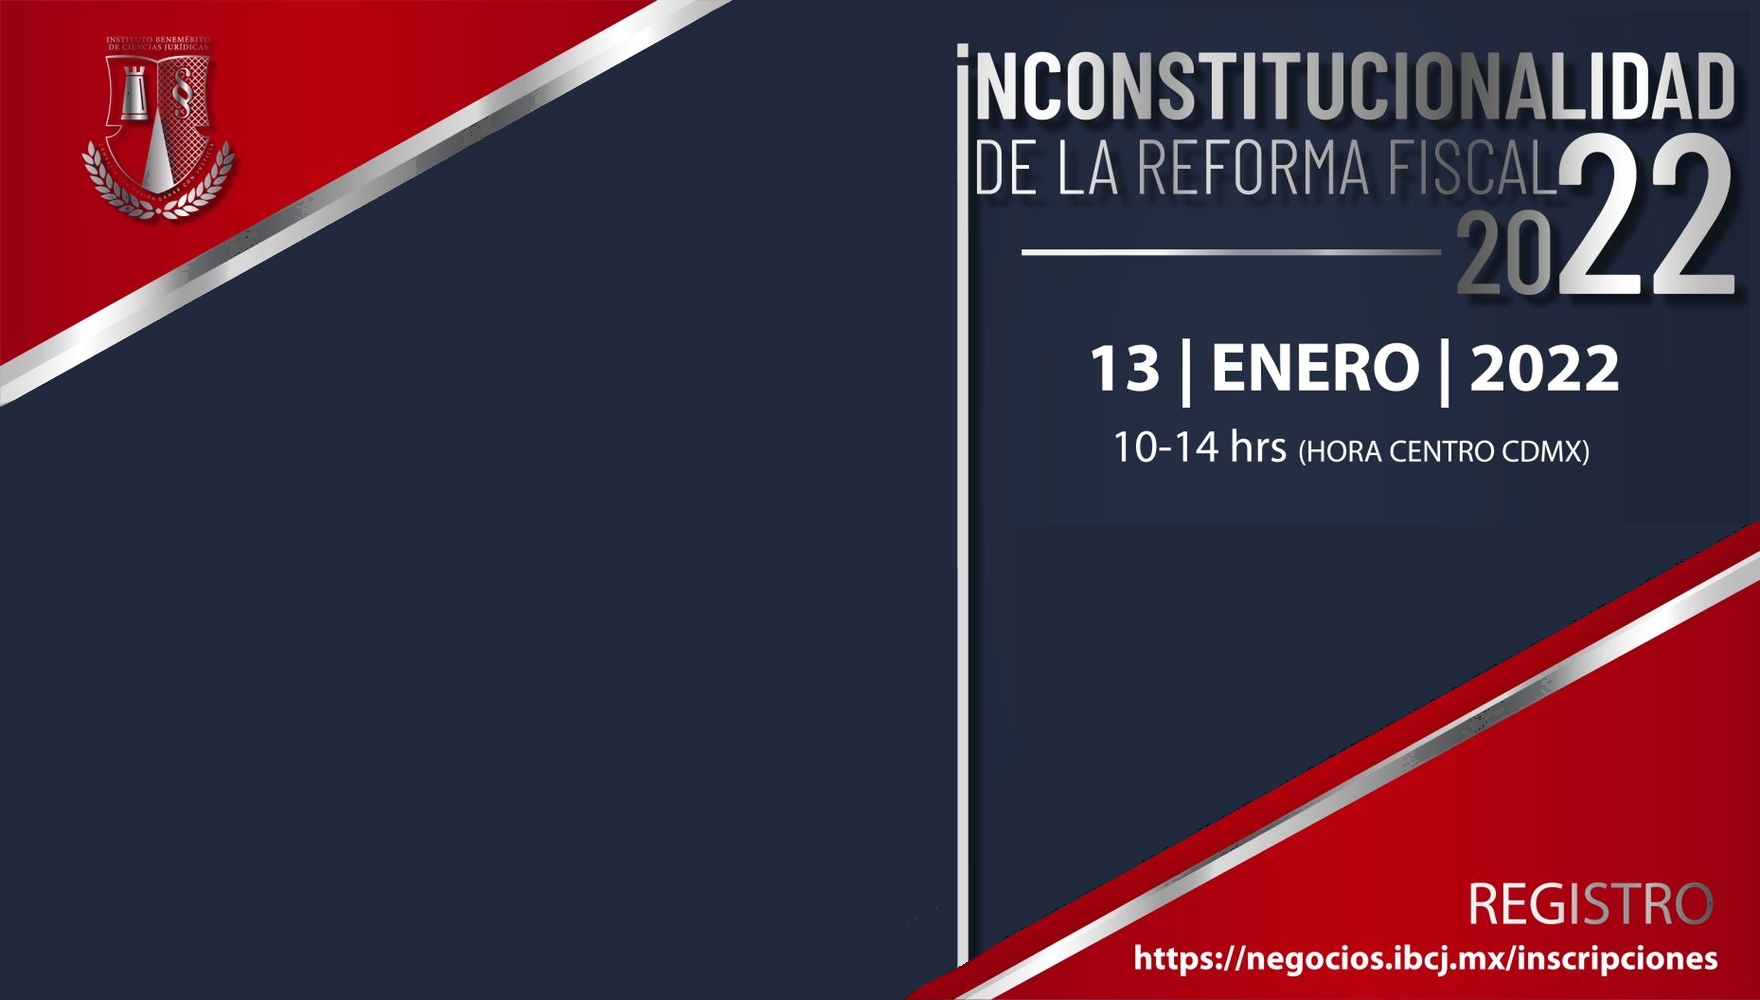 INSTITUTO BENEMÉRITO
DE CIENCIAS JURÍDICAS
iNCONSTITUCIONALIDAD
DE LA REFORMA FISCAL
2022
13 | ENERO | 2022
10-14 hrs (HORA CENTRO CDMX)
REGISTRO
https://negocios.ibcj.mx/inscripciones